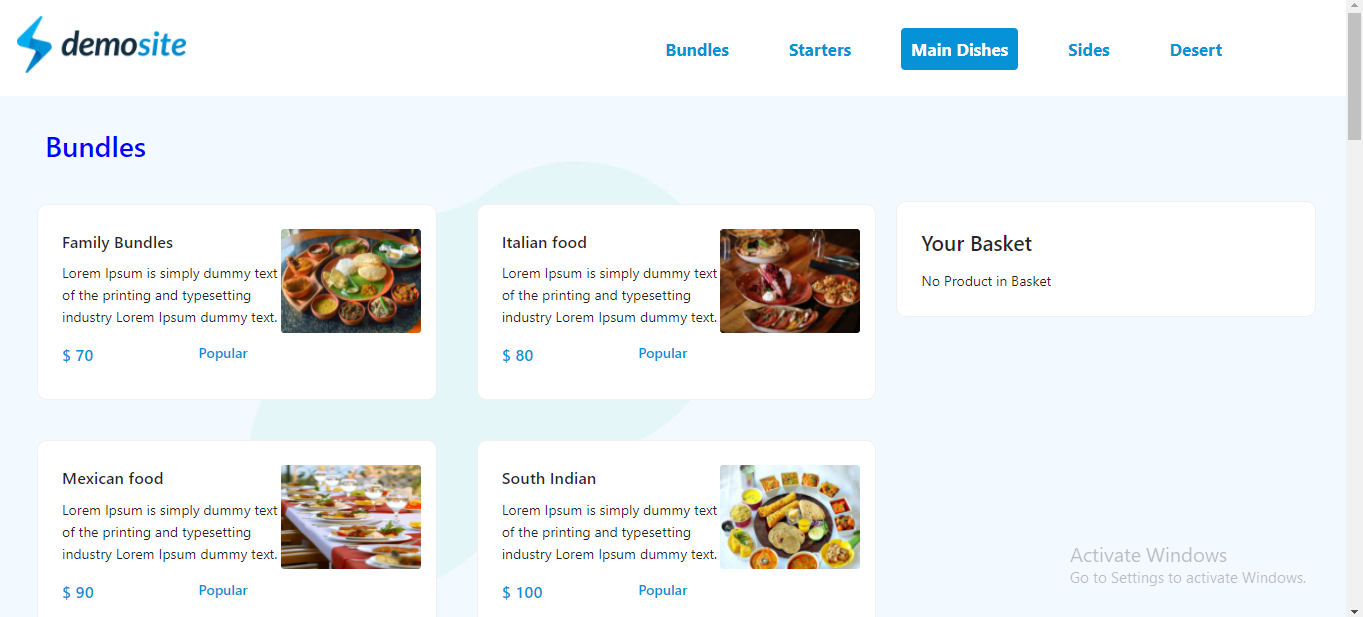 demosite
Bundles
Starters
Main Dishes
Sides
Desert
Bundles
Family Bundles
Lorem Ipsum is simply dummy text
of the printing and typesetting
industry Lorem Ipsum dummy text.
$ 70
Popular
Italian food
Lorem Ipsum is simply dummy text
of the printing and typesetting
industry Lorem Ipsum dummy text.
$ 80
Popular
Your Basket
No Product in Basket
Mexican food
Lorem Ipsum is simply dummy text
of the printing and typesetting
industry Lorem Ipsum dummy text.
$ 90
Popular
South Indian
Lorem Ipsum is simply dummy text
of the printing and typesetting
industry Lorem Ipsum dummy text.
$ 100
Popular
Activate Windows
Go to Settings to activate Windows.